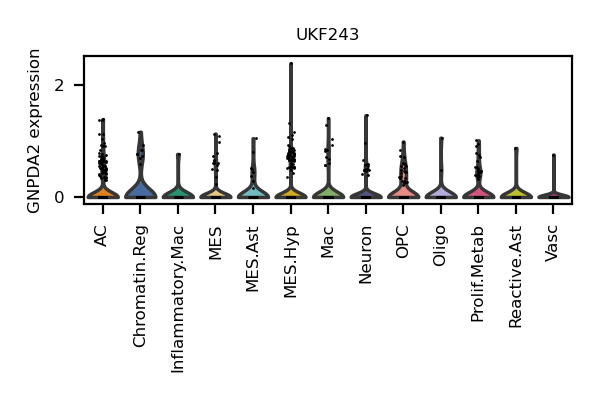 UKF243
GNPDA2 expression
2
0
AC
Chromatin.Reg
Inflammatory.Mac
MES
MES.Ast
MES.Hyp
Mac
Neuron
OPC
Oligo
Prolif.Metab
Reactive.Ast
Vasc